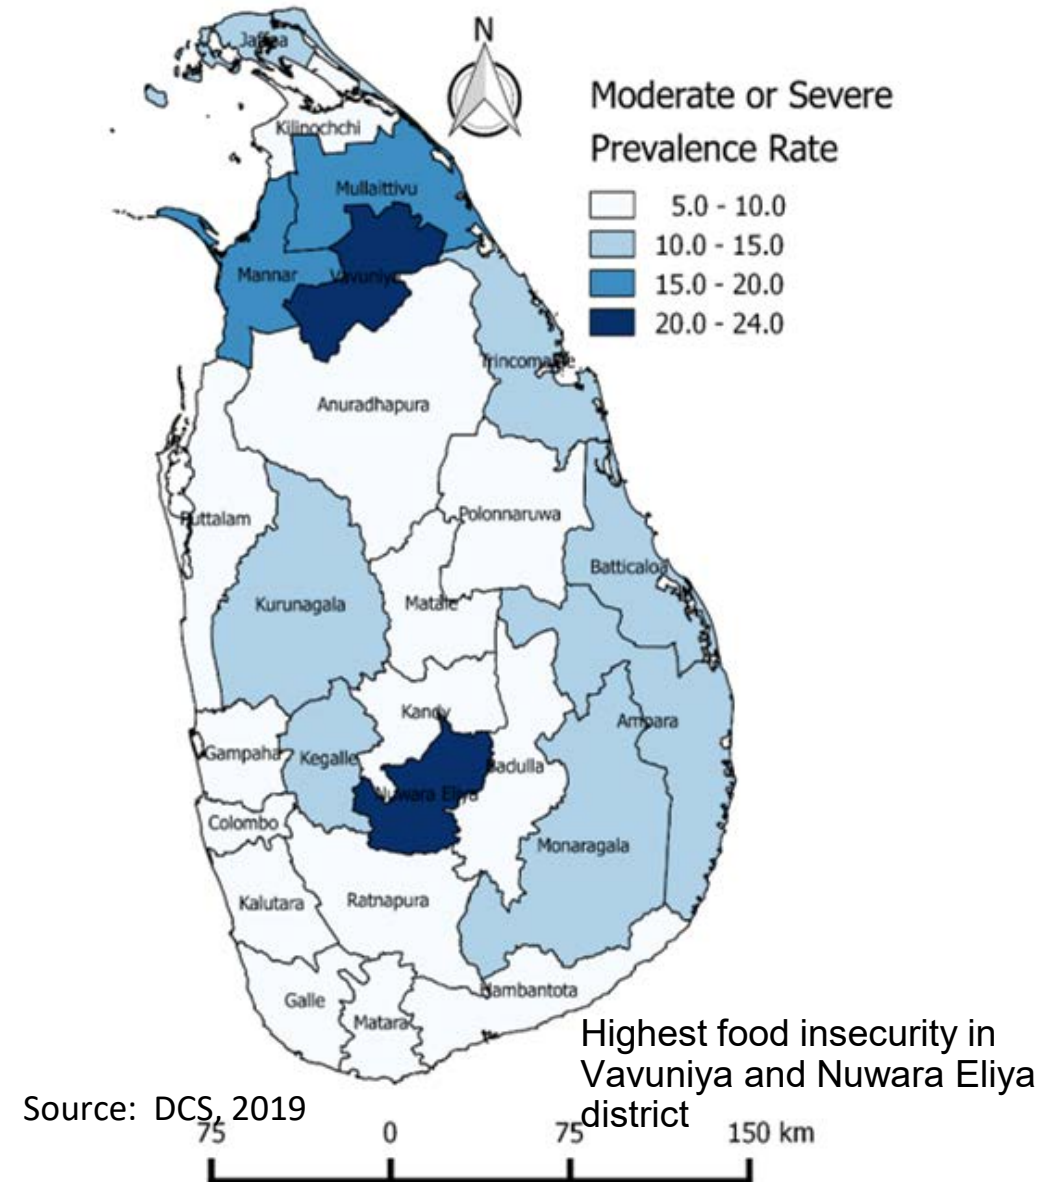 N
Jaffna
Kilinochchi
Mullaittivu
Mannar
Vavuniya
Trincomalee
Anuradhapura
Puttalam
Polonnaruwa
Batticaloa
Kurunagala
Matale
Kandy
Ampara
Gampaha
Kegalle
Badulla
Nuwara Eliya
Colombo
Monaragala
Kalutara
Ratnapura
Galle
Matara
Hambantota
Moderate or Severe
Prevalence Rate
5.0 - 10.0
10.0 - 15.0
15.0 - 20.0
20.0 - 24.0
Highest food insecurity in
Vavuniya and Nuwara Eliya
district
Source: DCS, 2019
75 0 75 150 km